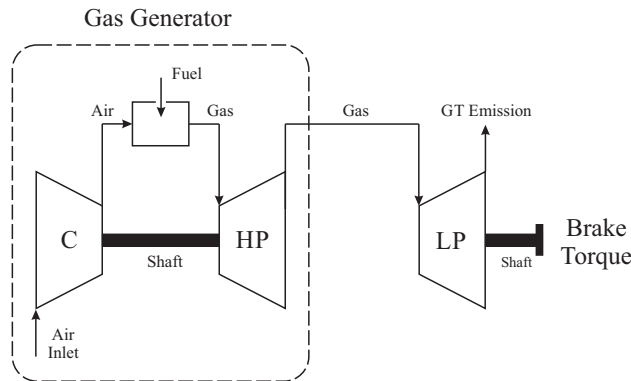 Gas Generator
Fuel
Air
Gas
Gas
GT Emission
C
HP
LP
Shaft
Shaft
Brake
Torque
Air
Inlet